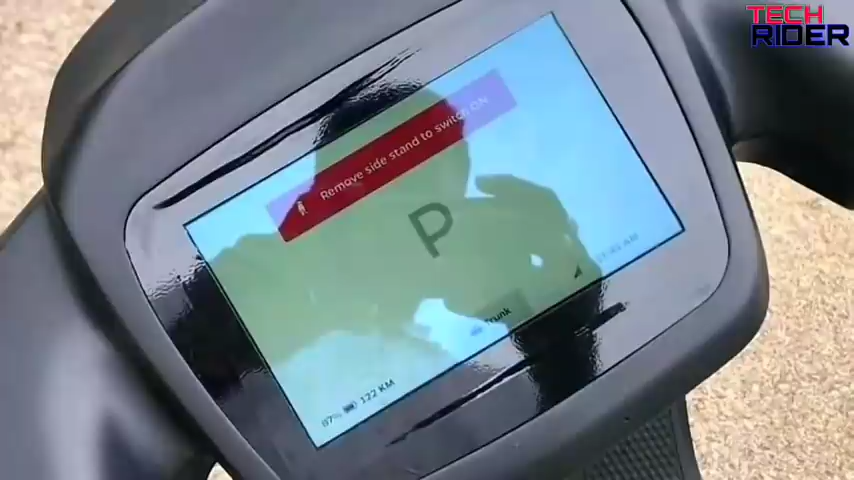 TECH
RIDER
Remove side stand to switch ON
P
Trunk
87% 122 KM